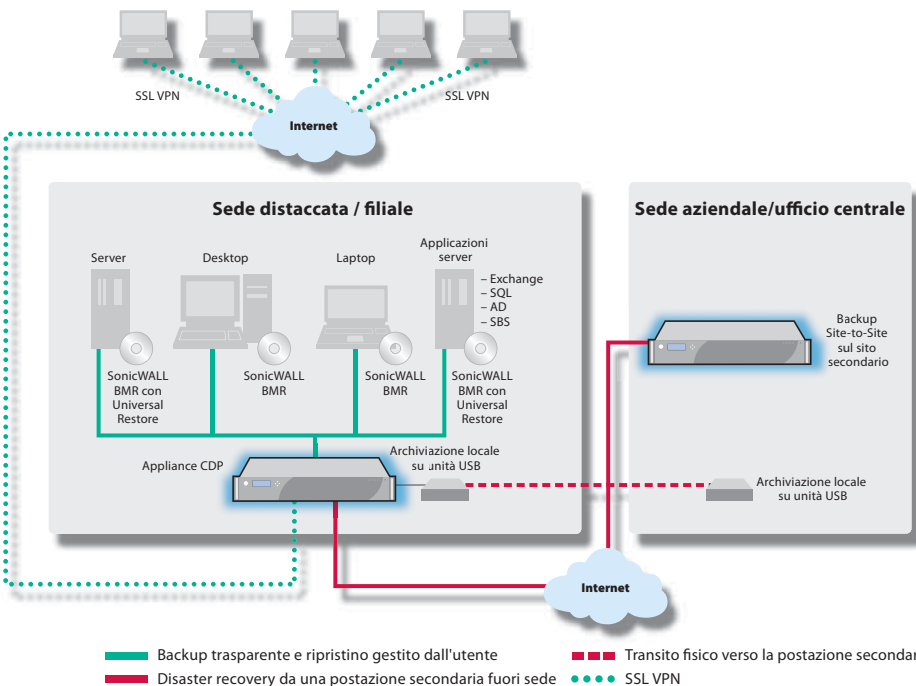 SSL VPN
SSL VPN
Internet
Sede distaccata / filiale
Sede aziendale/ufficio centrale
Server
Desktop
Laptop
Applicazioni
server
– Exchange
– SQL
– AD
– SBS
SonicWALL
BMR con
Universal
Restore
SonicWALL
BMR
SonicWALL
BMR
SonicWALL
BMR con
Universal
Restore
Backup
Site-to-Site
sul sito
secondario
Appliance CDP
Archiviazione locale
su unità USB
Archiviazione locale
su unità USB
Internet
Backup trasparente e ripristino gestito dall'utente
Transito fisico verso la postazione secondar
Disaster recovery da una postazione secondaria fuori sede
SSL VPN